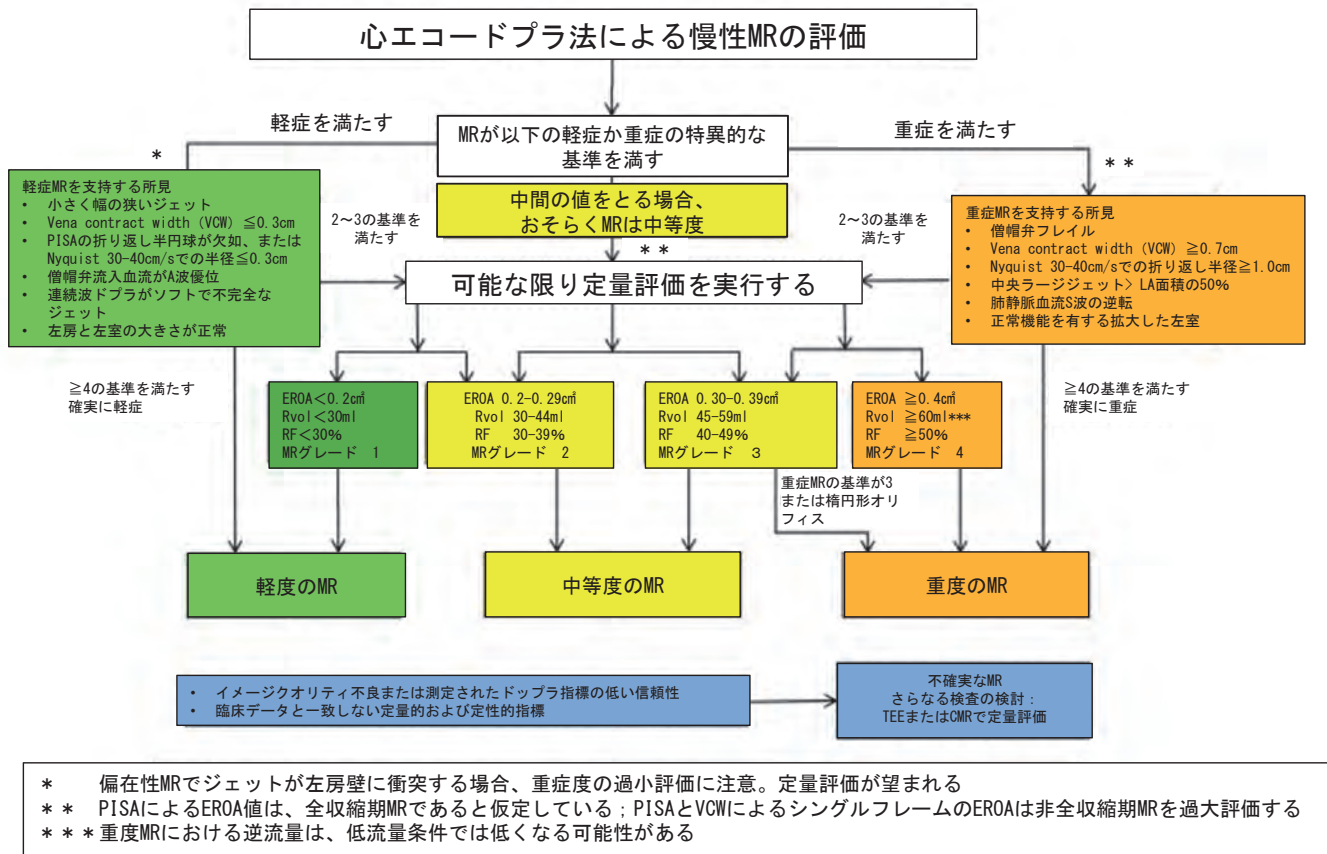 心エコードプラ法による慢性MRの評価
軽症を満たす
MRが以下の軽症か重症の特異的な
基準を満す
重症を満たす
*
**
軽症MRを支持する所見
• 小さく幅の狭いジェット
• Vena contract width (VCW) ≦0.3cm
• PISAの折り返し半円球が欠如、または
Nyquist 30-40cm/sでの半径≦0.3cm
• 僧帽弁流入血流がA波優位
• 連続波ドプラがソフトで不完全な
ジェット
• 左房と左室の大きさが正常
2～3の基準を
満たす
中間の値をとる場合、
おそらくMRは中等度
**
2～3の基準を
満たす
重症MRを支持する所見
• 僧帽弁フレイル
• Vena contract width (VCW) ≧0.7cm
• Nyquist 30-40cm/sでの折り返し半径≧1.0cm
• 中央ラージジェット> LA面積の50%
• 肺静脈血流S波の逆転
• 正常機能を有する拡大した左室
可能な限り定量評価を実行する
≧4の基準を満たす
確実に軽症
EROA＜0.2c㎡
Rvol＜30ml
RF＜30%
MRグレード 1
EROA 0.2-0.29c㎡
Rvol 30-44ml
RF 30-39%
MRグレード 2
EROA 0.30-0.39c㎡
Rvol 45-59ml
RF 40-49%
MRグレード 3
EROA ≧0.4c㎡
Rvol ≧60ml***
RF ≧50%
MRグレード 4
≧4の基準を満たす
確実に重症
重症MRの基準が3
または楕円形オリ
フィス
軽度のMR
中等度のMR
重度のMR
• イメージクオリティ不良または測定されたドップラ指標の低い信頼性
• 臨床データと一致しない定量的および定性的指標
不確実なMR
さらなる検査の検討：
TEEまたはCMRで定量評価
* 偏在性MRでジェットが左房壁に衝突する場合、重症度の過小評価に注意。定量評価が望まれる
** PISAによるEROA値は、全収縮期MRであると仮定している；PISAとVCWによるシングルフレームのEROAは非全収縮期MRを過大評価する
***重度MRにおける逆流量は、低流量条件では低くなる可能性がある